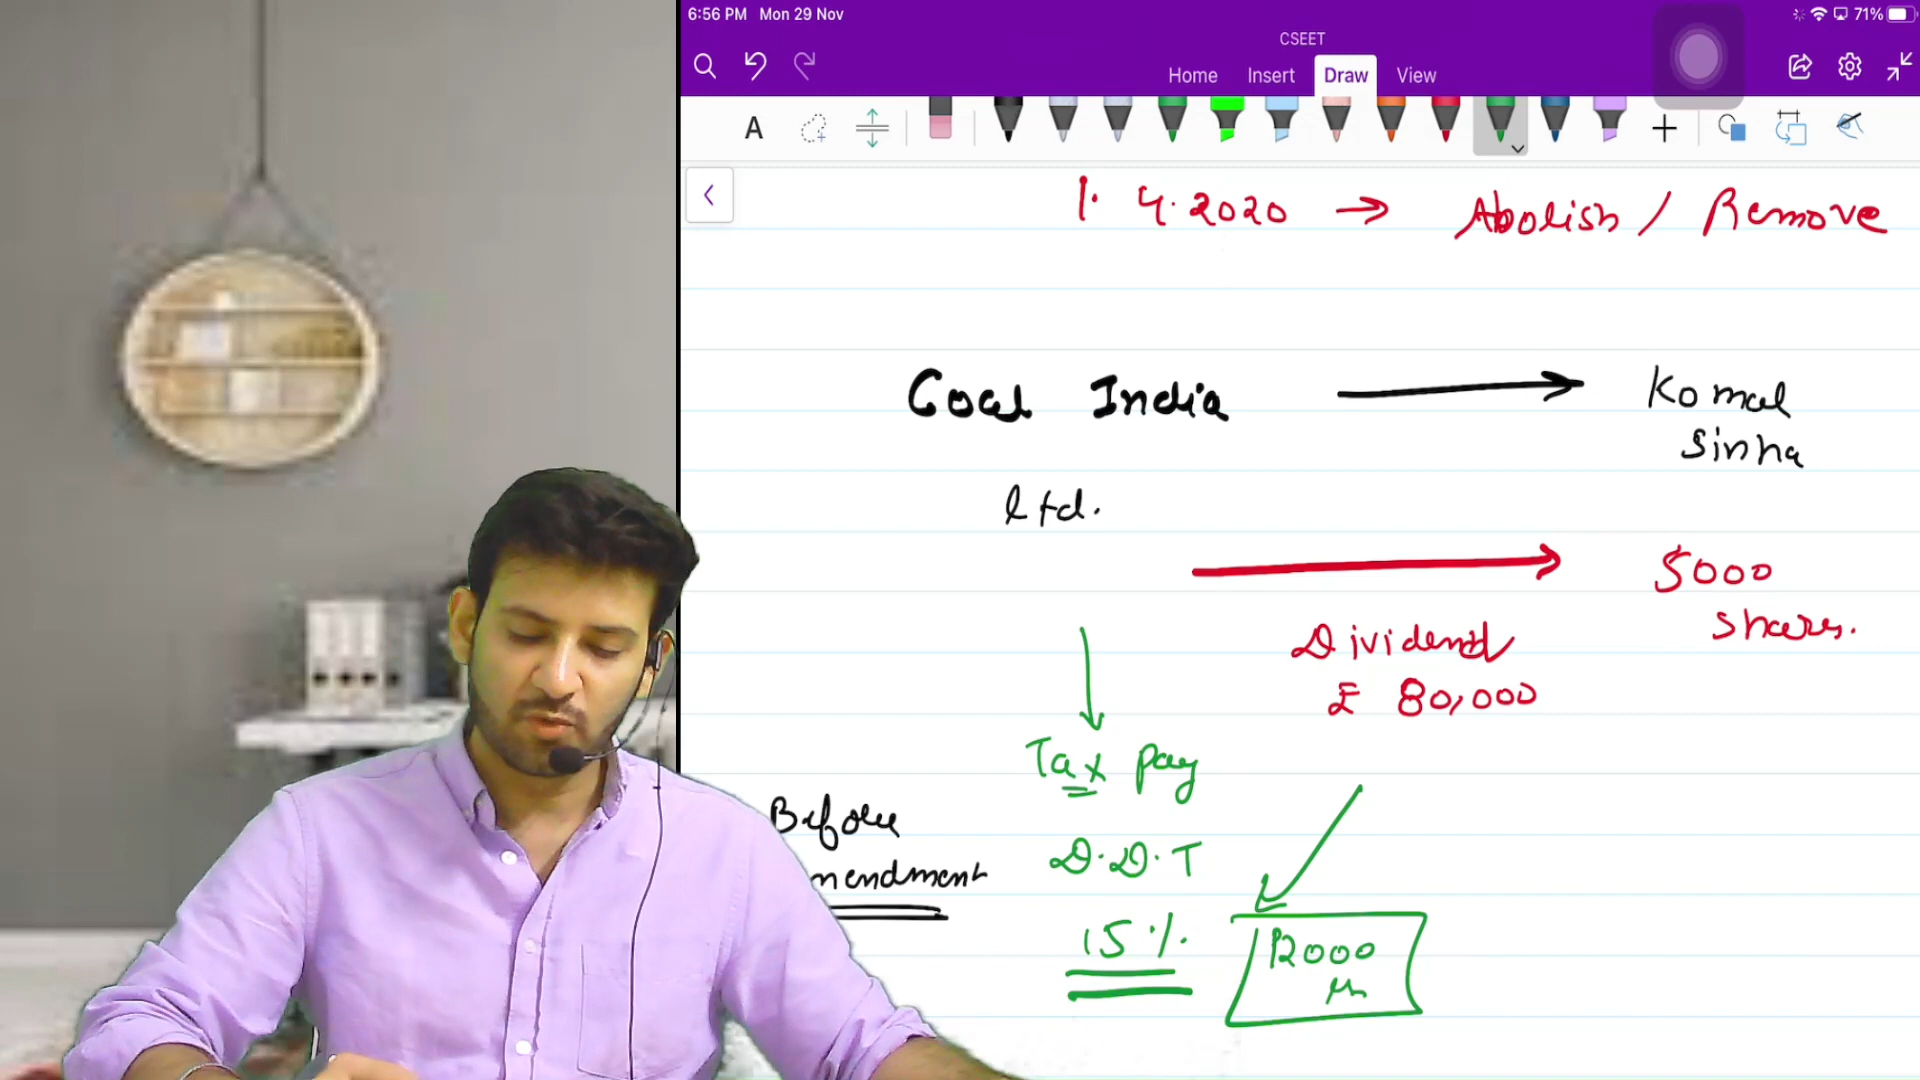 6:56 PM Mon 29 Nov
71%
CSEET
Home Insert Draw View
A
1. 4. 2020 → Abolish / Remove
Coal India → Komal
Sinha
Ltd.
→ 5000
shares.
Dividend
₹ 80,000
Tax pay
Before
D.D.T
mendment
15%
12000